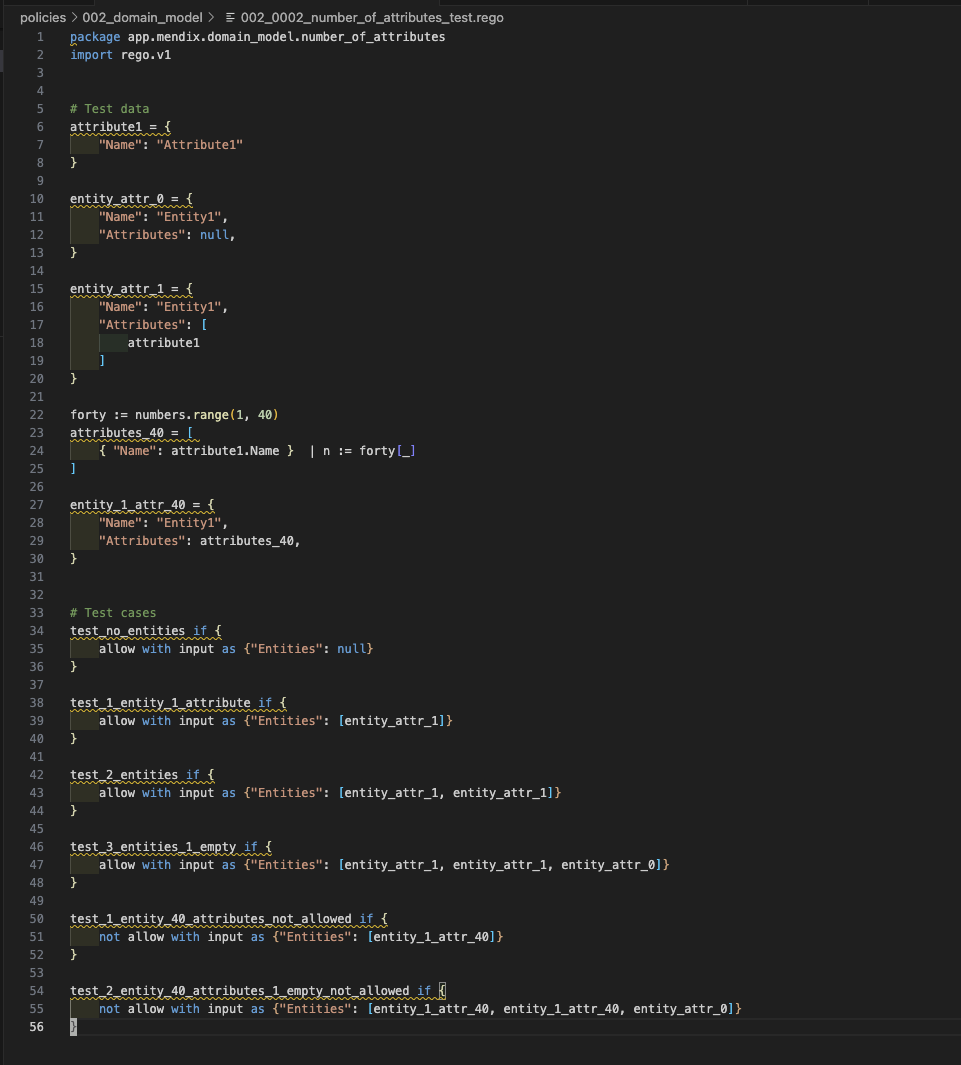 policies > 002_domain_model > 002_0002_number_of_attributes_test.rego
1 package app.mendix.domain_model.number_of_attributes
2 import rego.v1
3
4
5 # Test data
6 attribute1 = {
7     "Name": "Attribute1"
8 }
9
10 entity_attr_0 = {
11     "Name": "Entity1",
12     "Attributes": null,
13 }
14
15 entity_attr_1 = {
16     "Name": "Entity1",
17     "Attributes": [
18         attribute1
19     ]
20 }
21
22 forty := numbers.range(1, 40)
23 attributes_40 = [
24     { "Name": attribute1.Name }  | n := forty[_]
25 ]
26
27 entity_1_attr_40 = {
28     "Name": "Entity1",
29     "Attributes": attributes_40,
30 }
31
32
33 # Test cases
34 test_no_entities if {
35     allow with input as {"Entities": null}
36 }
37
38 test_1_entity_1_attribute if {
39     allow with input as {"Entities": [entity_attr_1]}
40 }
41
42 test_2_entities if {
43     allow with input as {"Entities": [entity_attr_1, entity_attr_1]}
44 }
45
46 test_3_entities_1_empty if {
47     allow with input as {"Entities": [entity_attr_1, entity_attr_1, entity_attr_0]}
48 }
49
50 test_1_entity_40_attributes_not_allowed if {
51     not allow with input as {"Entities": [entity_1_attr_40]}
52 }
53
54 test_2_entity_40_attributes_1_empty_not_allowed if {
55     not allow with input as {"Entities": [entity_1_attr_40, entity_1_attr_40, entity_attr_0]}
56 }